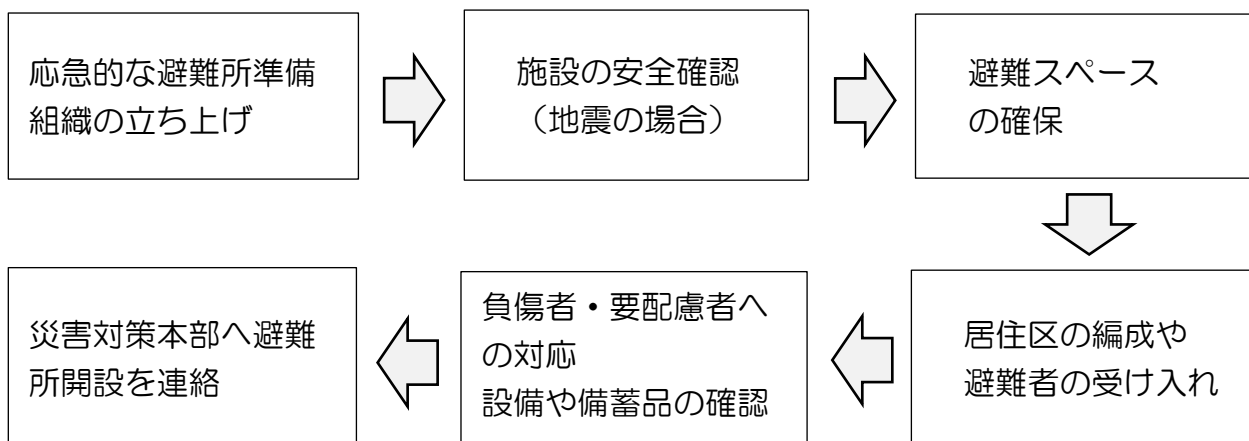 応急的な避難所準備
組織の立ち上げ
施設の安全確認
（地震の場合）
避難スペース
の確保
居住区の編成や
避難者の受け入れ
負傷者・要配慮者へ
の対応
設備や備蓄品の確認
災害対策本部へ避難
所開設を連絡